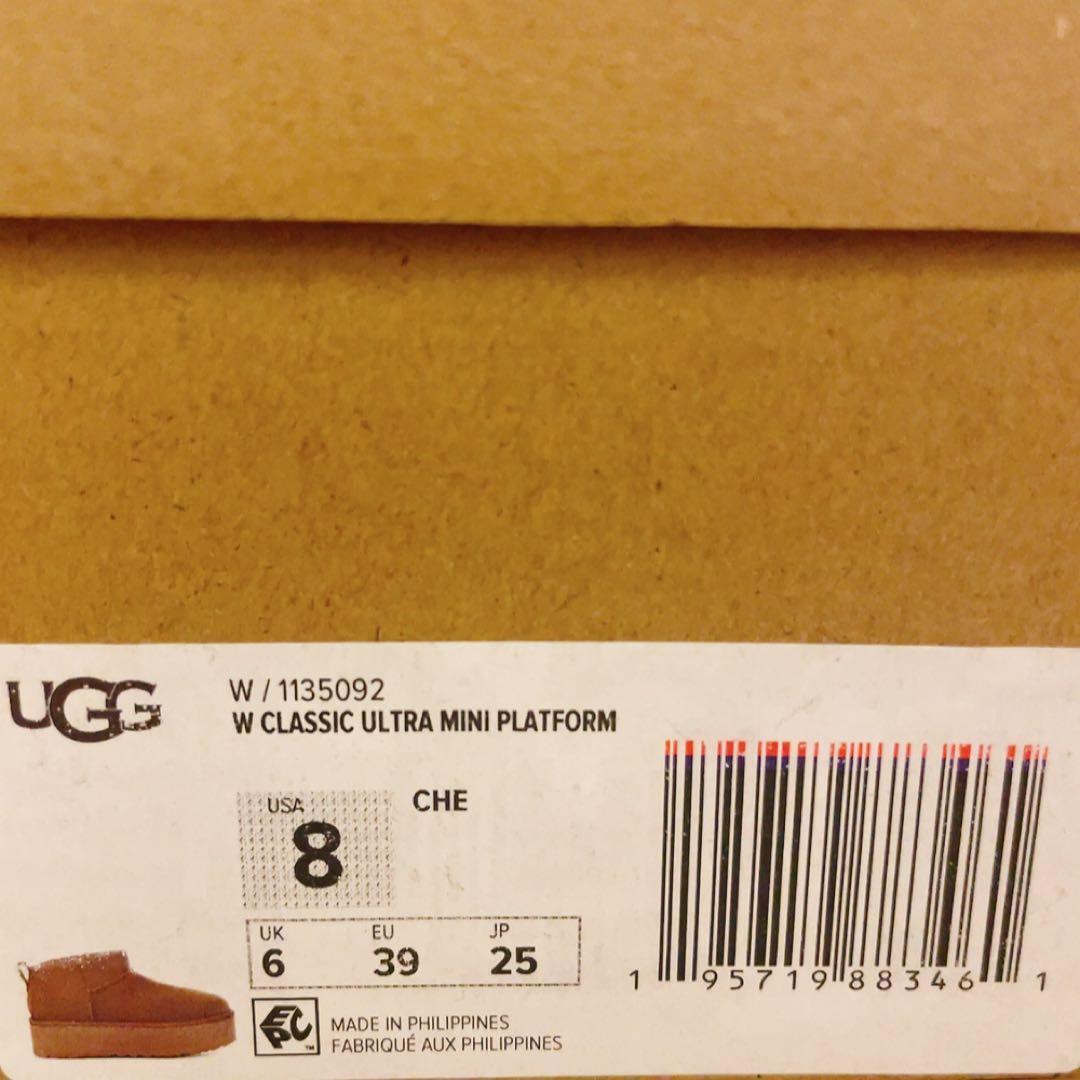 UGG
W / 1135092
W CLASSIC ULTRA MINI PLATFORM
USA
8
CHE
UK EU JP
6 39 25
1 95719 88346 1
EPC™
MADE IN PHILIPPINES
FABRIQUÉ AUX PHILIPPINES